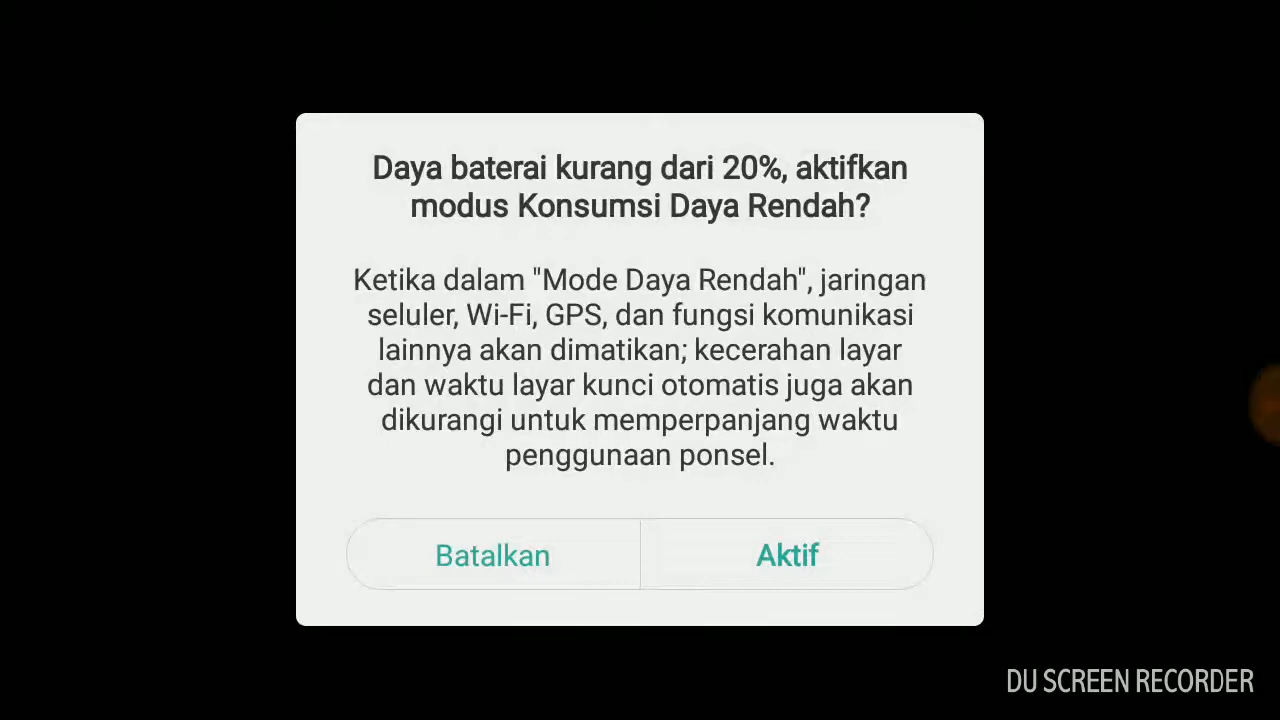 Daya baterai kurang dari 20%, aktifkan
modus Konsumsi Daya Rendah?
Ketika dalam "Mode Daya Rendah", jaringan
seluler, Wi-Fi, GPS, dan fungsi komunikasi
lainnya akan dimatikan; kecerahan layar
dan waktu layar kunci otomatis juga akan
dikurangi untuk memperpanjang waktu
penggunaan ponsel.
Batalkan Aktif
DU SCREEN RECORDER